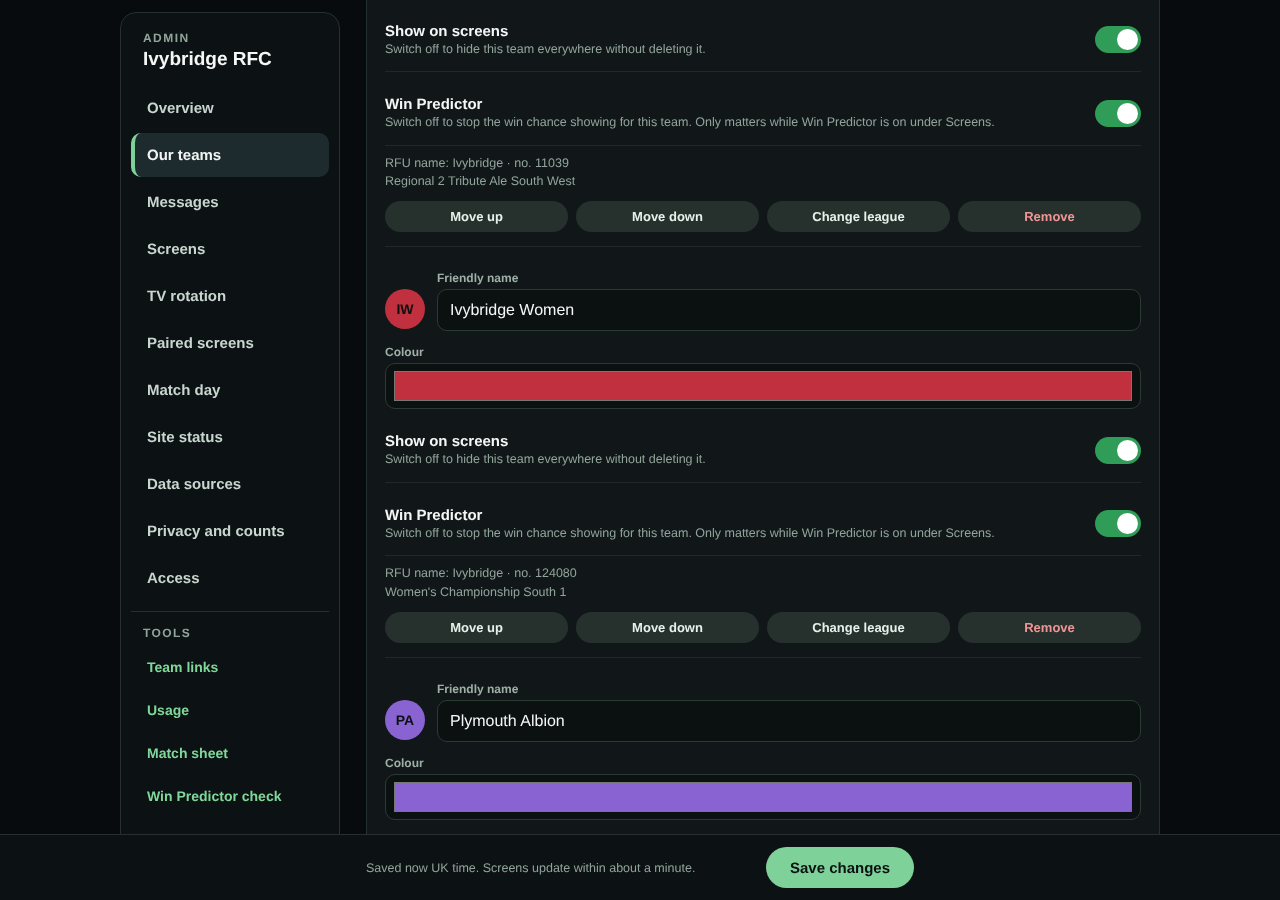 ADMIN
Ivybridge RFC
Overview
Our teams
Messages
Screens
TV rotation
Paired screens
Match day
Site status
Data sources
Privacy and counts
Access
TOOLS
Team links
Usage
Match sheet
Win Predictor check
Show on screens
Switch off to hide this team everywhere without deleting it.
Win Predictor
Switch off to stop the win chance showing for this team. Only matters while Win Predictor is on under Screens.
RFU name: Ivybridge · no. 11039
Regional 2 Tribute Ale South West
Move up Move down Change league Remove
Friendly name
IW Ivybridge Women
Colour
Show on screens
Switch off to hide this team everywhere without deleting it.
Win Predictor
Switch off to stop the win chance showing for this team. Only matters while Win Predictor is on under Screens.
RFU name: Ivybridge · no. 124080
Women's Championship South 1
Move up Move down Change league Remove
Friendly name
PA Plymouth Albion
Colour
Saved now UK time. Screens update within about a minute. Save changes